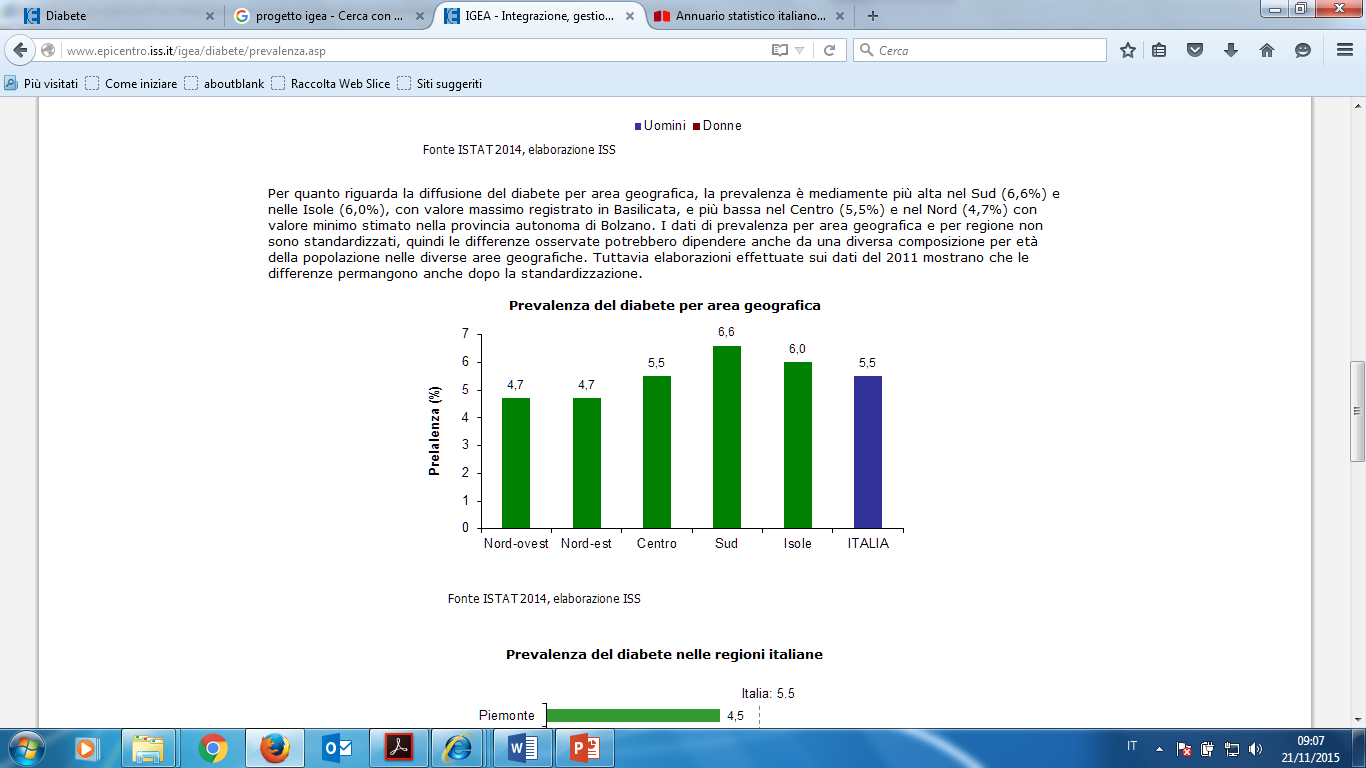 Diabete
progetto igea - Cerca con ...
IGEA - Integrazione, gestio...
Annuario statistico italiano...
www.epicentro.iss.it/igea/diabete/prevalenza.asp
Cerca
Più visitati
Come iniziare
aboutblank
Raccolta Web Slice
Siti suggeriti
Uomini Donne
Fonte ISTAT 2014, elaborazione ISS
Per quanto riguarda la diffusione del diabete per area geografica, la prevalenza è mediamente più alta nel Sud (6,6%) e
nelle Isole (6,0%), con valore massimo registrato in Basilicata, e più bassa nel Centro (5,5%) e nel Nord (4,7%) con
valore minimo stimato nella provincia autonoma di Bolzano. I dati di prevalenza per area geografica e per regione non
sono standardizzati, quindi le differenze osservate potrebbero dipendere anche da una diversa composizione per età
della popolazione nelle diverse aree geografiche. Tuttavia elaborazioni effettuate sui dati del 2011 mostrano che le
differenze permangono anche dopo la standardizzazione.
Prevalenza del diabete per area geografica
Prelalenza (%)
7
6
5
4
3
2
1
0
4,7
4,7
5,5
6,6
6,0
5,5
Nord-ovest
Nord-est
Centro
Sud
Isole
ITALIA
Fonte ISTAT 2014, elaborazione ISS
Prevalenza del diabete nelle regioni italiane
Italia: 5.5
Piemonte
4,5
IT
09:07
21/11/2015